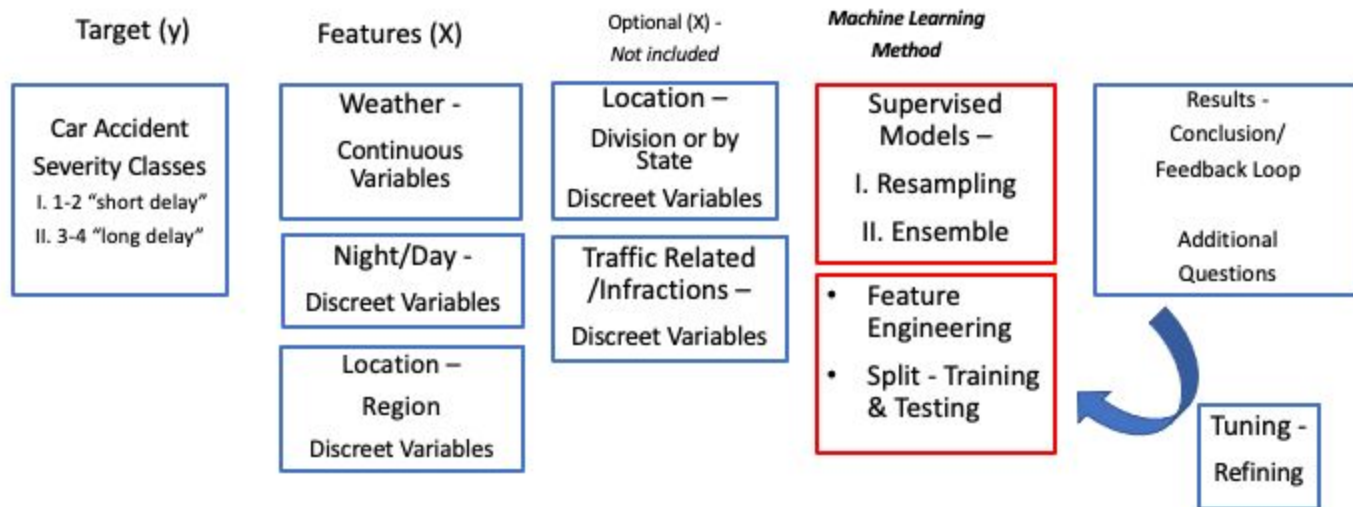 Target (y)
Car Accident
Severity Classes
I. 1-2 “short delay”
II. 3-4 “long delay”
Features (X)
Weather -
Continuous
Variables
Night/Day -
Discreet Variables
Location –
Region
Discreet Variables
Optional (X) -
Not included
Location –
Division or by
State
Discreet Variables
Traffic Related
/Infractions –
Discreet Variables
Machine Learning
Method
Supervised
Models –
I. Resampling
II. Ensemble
• Feature
Engineering
• Split - Training
& Testing
Results -
Conclusion/
Feedback Loop
Additional
Questions
Tuning -
Refining